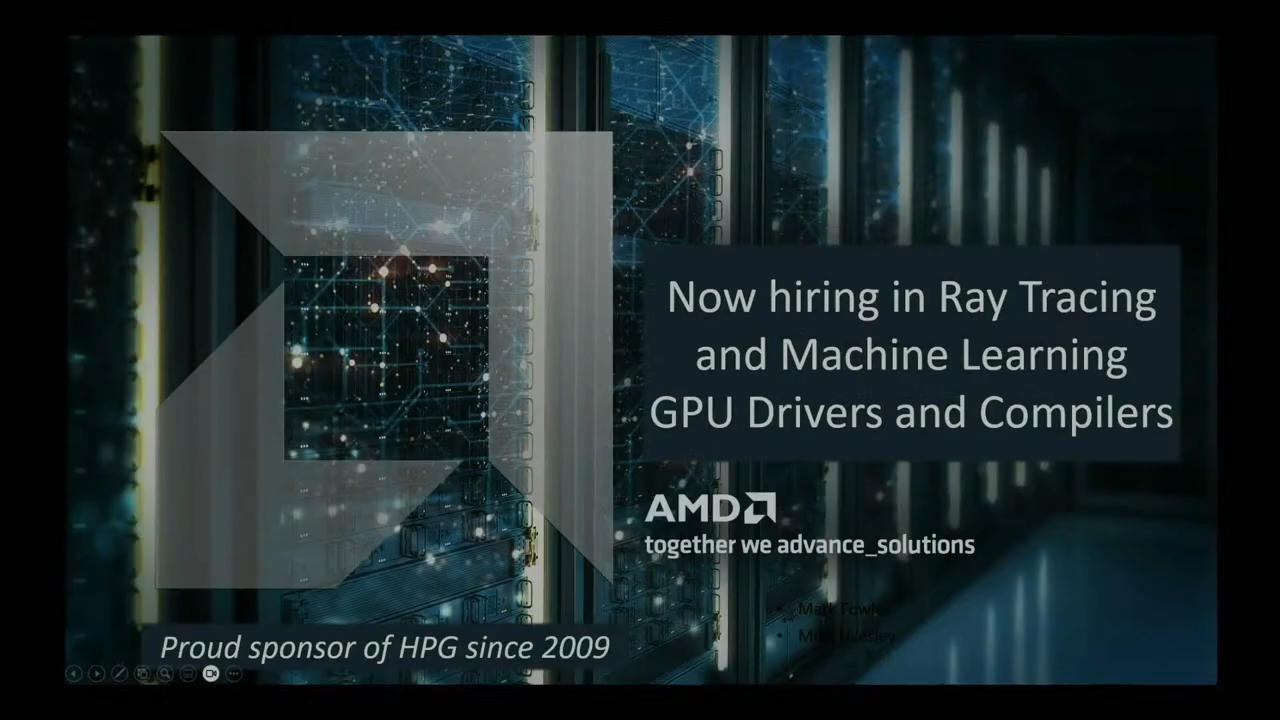 Now hiring in Ray Tracing
and Machine Learning
GPU Drivers and Compilers
AMD
together we advance_solutions
Mark
Proud sponsor of HPG since 2009